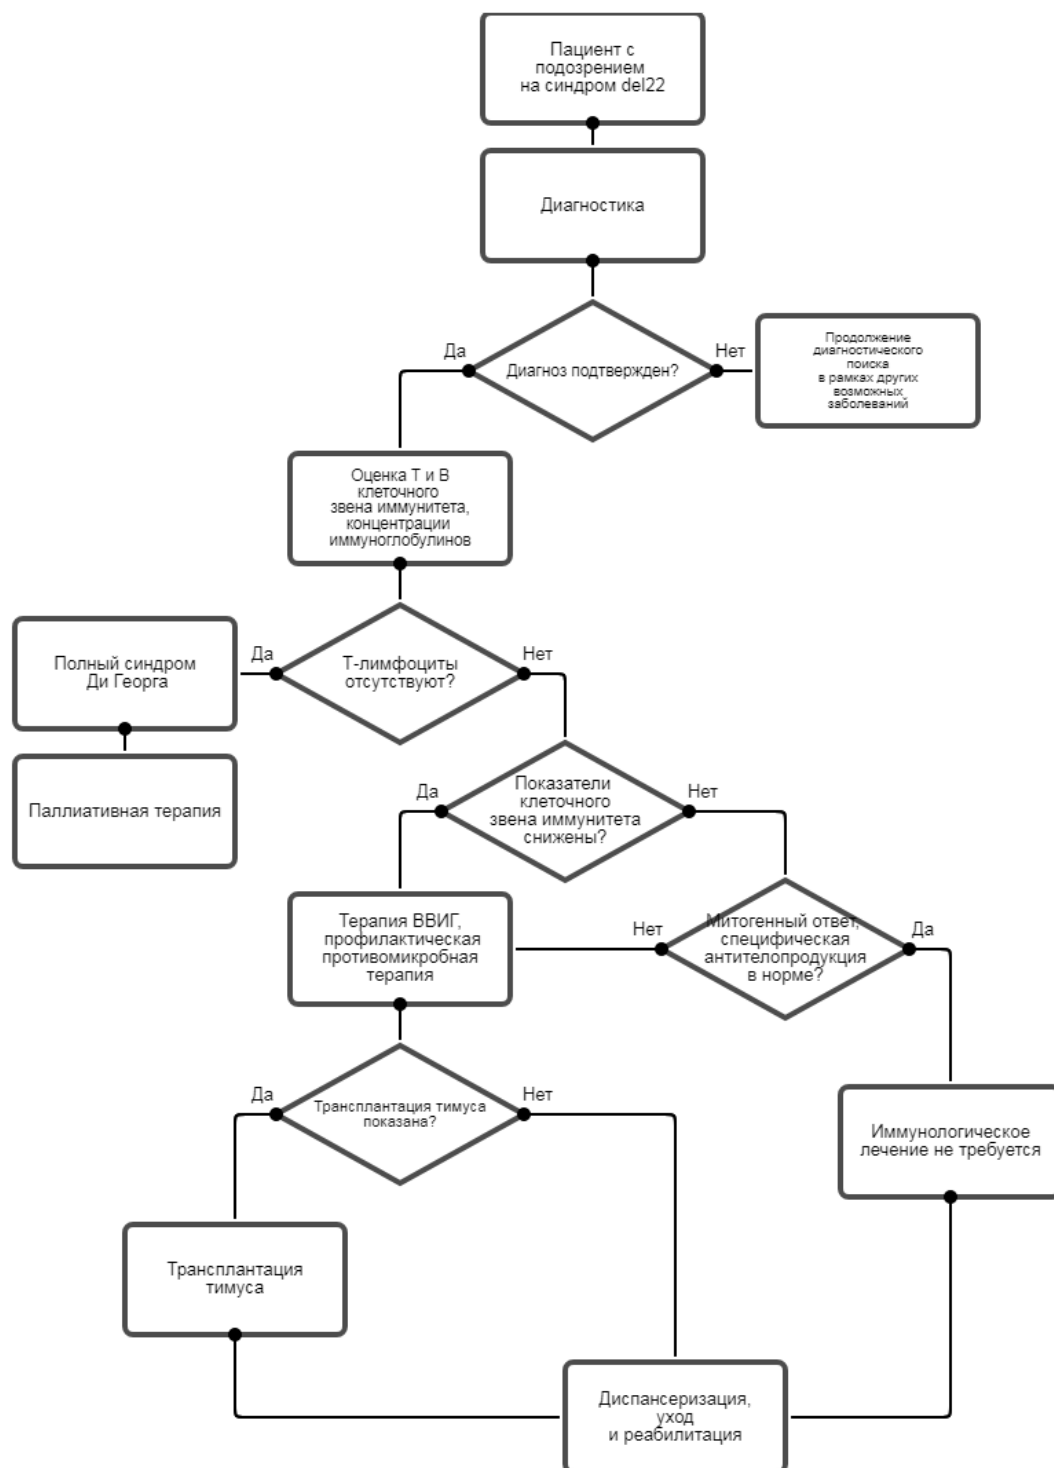 Пациент с
подозрением
на синдром del22
Диагностика
Да
Диагноз подтвержден?
Нет
Продолжение
диагностического
поиска
в рамках других
возможных
заболеваний
Оценка Т и В
клеточного
звена иммунитета,
концентрации
иммуноглобулинов
Да
Т-лимфоциты
отсутствуют?
Нет
Полный синдром
Ди Георга
Паллиативная терапия
Да
Показатели
клеточного
звена иммунитета
снижены?
Нет
Терапия ВВИГ,
профилактическая
противомикробная
терапия
Нет
Митогенный ответ,
специфическая
антителопродукция
в норме?
Да
Да
Трансплантация тимуса
показана?
Нет
Иммунологическое
лечение не требуется
Трансплантация
тимуса
Диспансеризация,
уход
и реабилитация